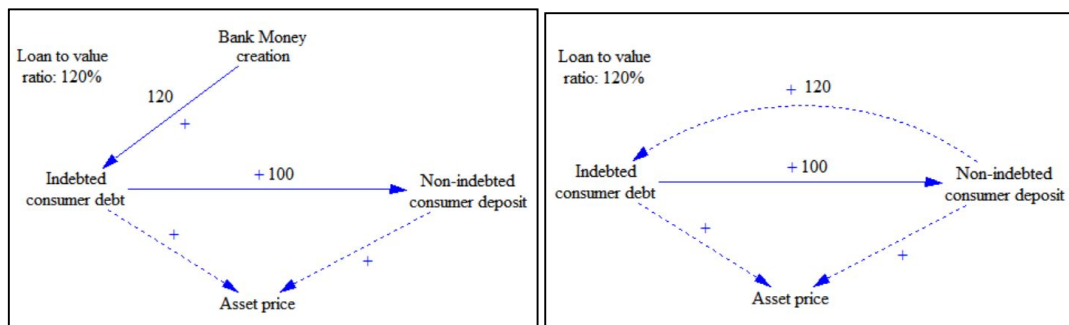 Bank Money
creation
Loan to value
ratio: 120%
120
+
+ 100
Indebted
consumer debt
Non-indebted
consumer deposit
+
+
Asset price
Loan to value
ratio: 120%
+ 120
+ 100
Indebted
consumer debt
Non-indebted
consumer deposit
+
+
Asset price